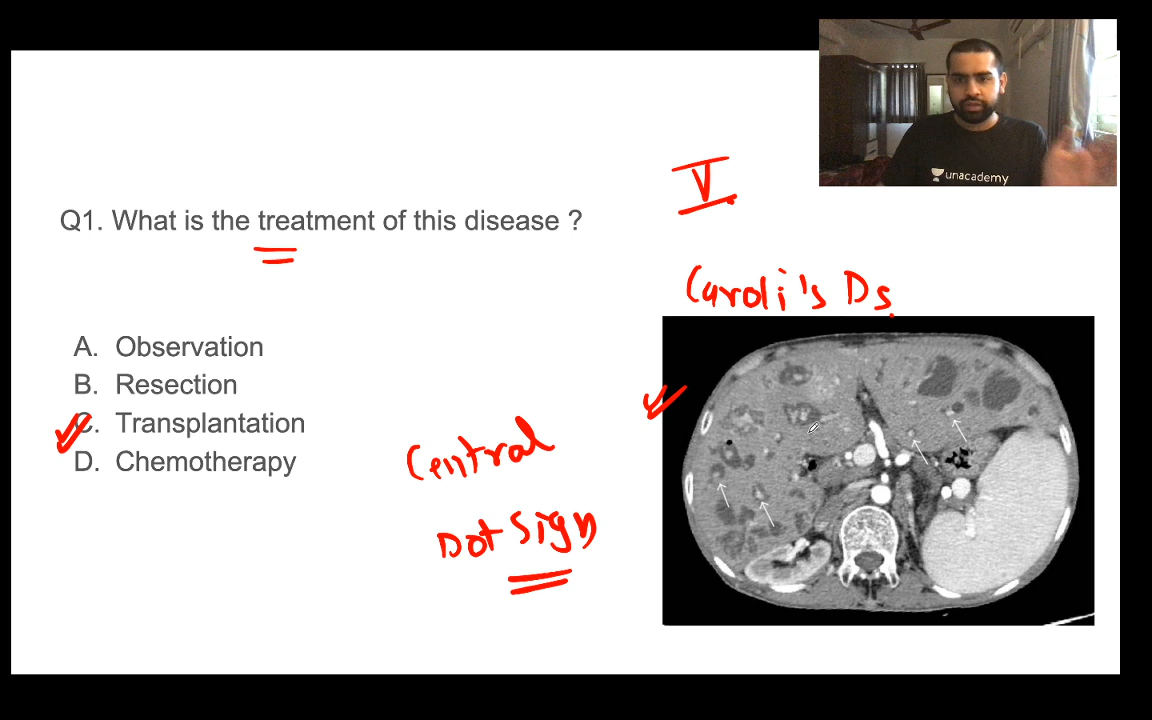 unacademy
V
Q1. What is the treatment of this disease ?
Caroli's Ds
A. Observation
B. Resection
C. Transplantation
D. Chemotherapy
Central
Dot Sign